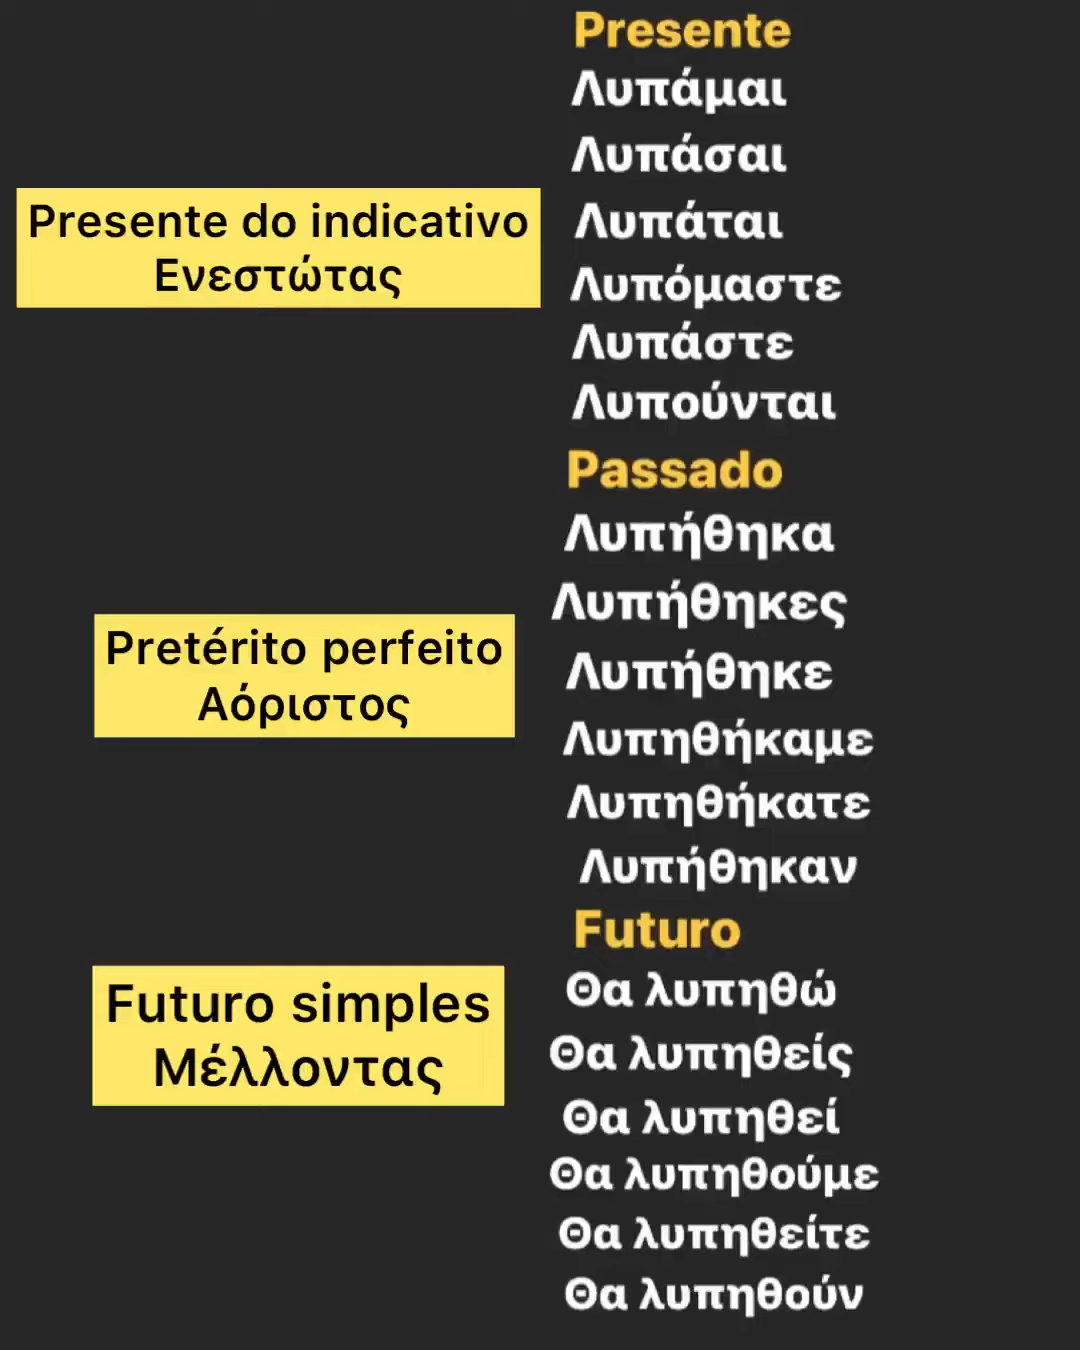 Presente
Λυπάμαι
Λυπάσαι
Presente do indicativo
Ενεστώτας
Λυπάται
Λυπόμαστε
Λυπάστε
Λυπούνται
Passado
Λυπήθηκα
Λυπήθηκες
Pretérito perfeito
Αόριστος
Λυπήθηκε
Λυπηθήκαμε
Λυπηθήκατε
Λυπήθηκαν
Futuro
Futuro simples
Μέλλοντας
Θα λυπηθώ
Θα λυπηθείς
Θα λυπηθεί
Θα λυπηθούμε
Θα λυπηθείτε
Θα λυπηθούν